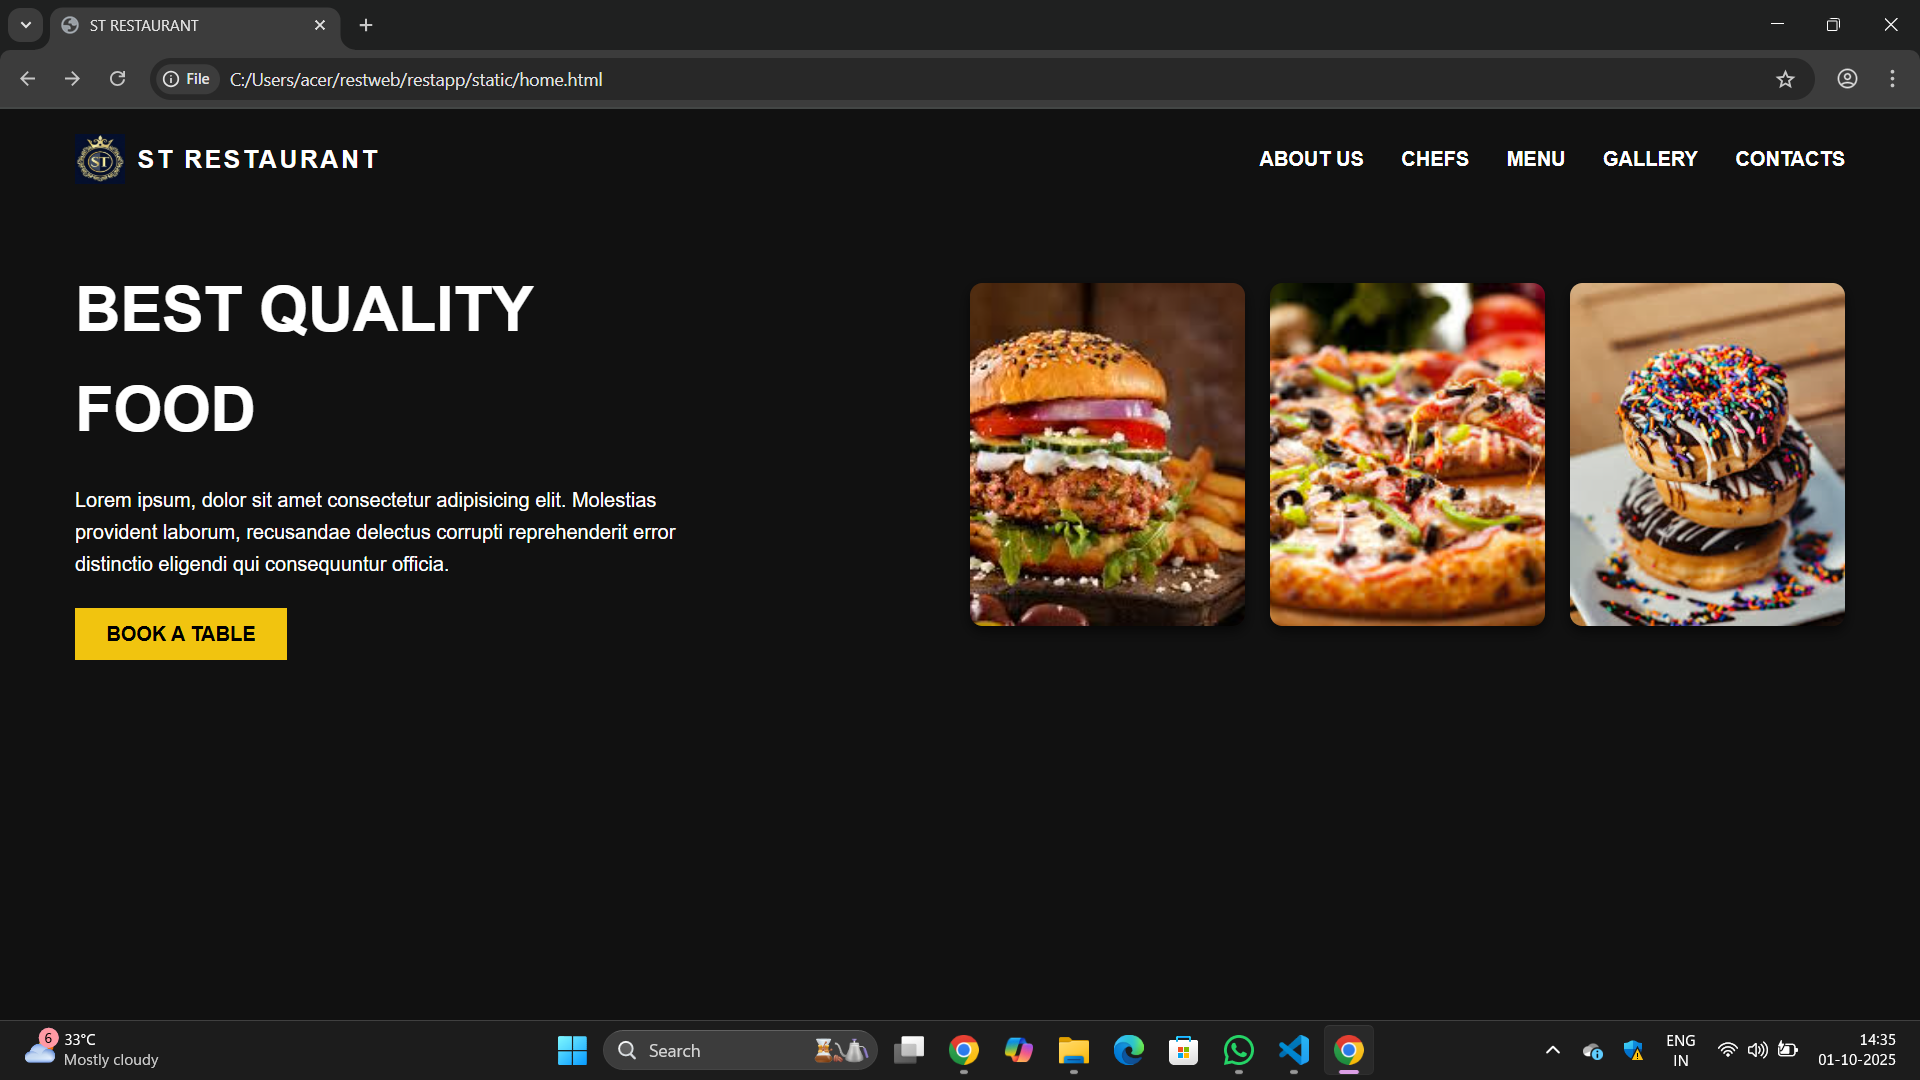 ST RESTAURANT
File
C:/Users/acer/restweb/restapp/static/home.html
ST
ST RESTAURANT
ABOUT US
CHEFS
MENU
GALLERY
CONTACTS
BEST QUALITY
FOOD
Lorem ipsum, dolor sit amet consectetur adipisicing elit. Molestias
provident laborum, recusandae delectus corrupti reprehenderit error
distinctio eligendi qui consequuntur officia.
BOOK A TABLE
6
33°C
Mostly cloudy
Search
ENG
IN
14:35
01-10-2025